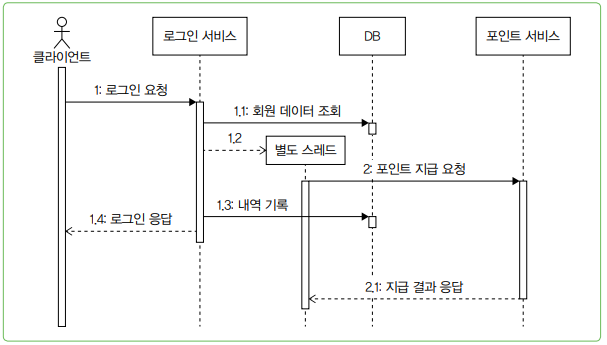 클라이언트
로그인 서비스
DB
포인트 서비스
1: 로그인 요청
1.1: 회원 데이터 조회
1.2
별도 스레드
2: 포인트 지급 요청
1.3: 내역 기록
1.4: 로그인 응답
2.1: 지급 결과 응답